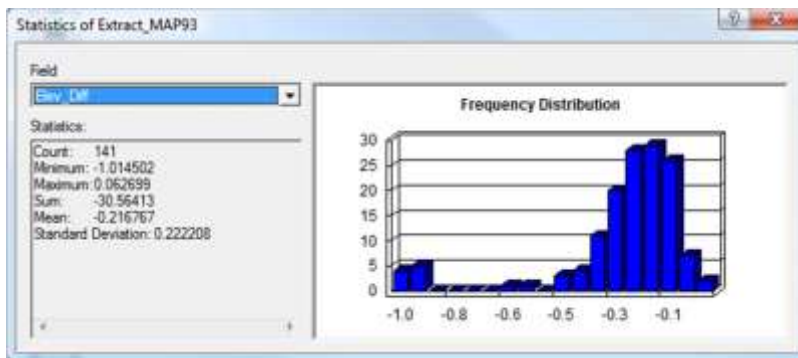 Statistics of Extract_MAP93
Field
Elev_Diff
Statistics:
Count: 141
Minimum: -1.014502
Maximum: 0.062699
Sum: -30.56413
Mean: -0.216767
Standard Deviation: 0.222208
Frequency Distribution
30
25
20
15
10
5
0
-1.0 -0.8 -0.6 -0.5 -0.3 -0.1